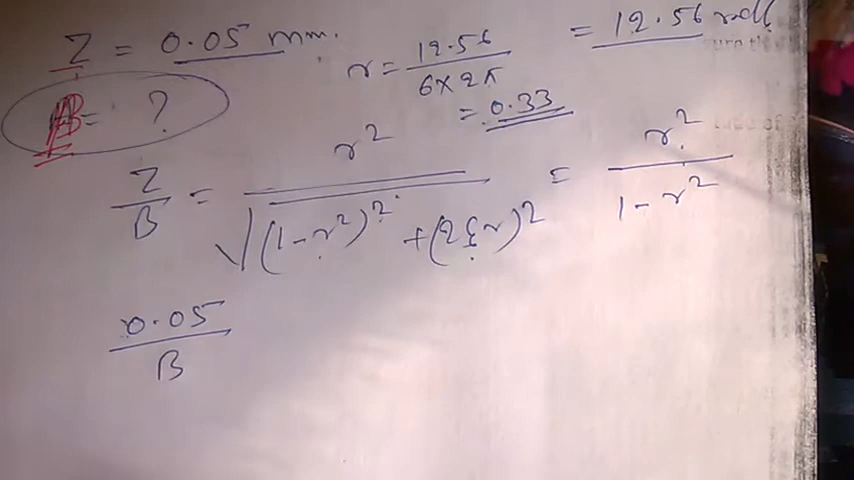 Z = 0.05 mm.
r = 12.56 / 6×2π = 12.56 rad/
B = ?
= 0.33
Z/B = r² / √(1-r²)² + (2ξr)² = r² / 1-r²
0.05 / B